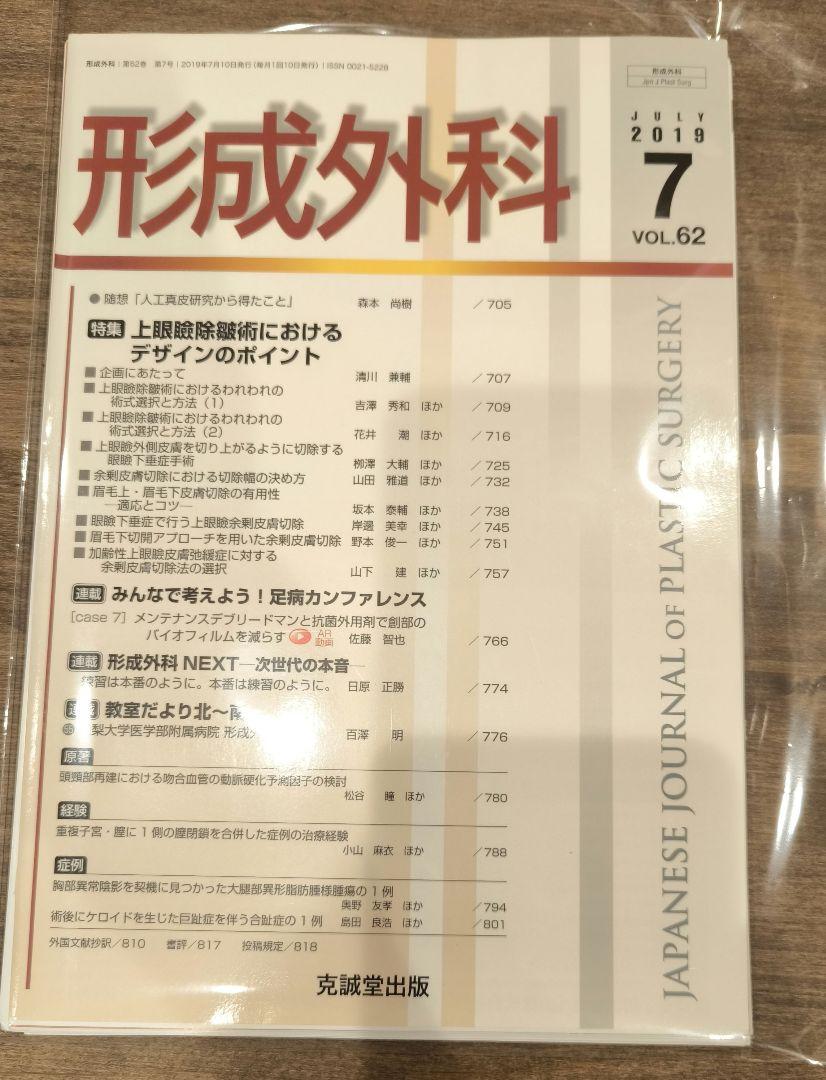 形成外科｜第62巻 第7号｜2019年7月10日発行（毎月1回10日発行）｜ISSN 0021-5228
形成外科
Jpn J Plast Surg
形成外科
JULY
2019
7
VOL.62
●随想「人工真皮研究から得たこと」 森本 尚樹 ／705
特集 上眼瞼除皺術における
デザインのポイント
■企画にあたって 清川 兼輔 ／707
■上眼瞼除皺術におけるわれわれの
術式選択と方法（1） 吉澤 秀和 ほか ／709
■上眼瞼除皺術におけるわれわれの
術式選択と方法（2） 花井 潮 ほか ／716
■上眼瞼外側皮膚を切り上がるように切除する
眼瞼下垂症手術 栁澤 大輔 ほか ／725
■余剰皮膚切除における切除幅の決め方 山田 雅道 ほか ／732
■眉毛上・眉毛下皮膚切除の有用性
―適応とコツ― 坂本 泰輔 ほか ／738
■眼瞼下垂症で行う上眼瞼余剰皮膚切除 岸邊 美幸 ほか ／745
■眉毛下切開アプローチを用いた余剰皮膚切除 野本 俊一 ほか ／751
■加齢性上眼瞼皮膚弛緩症に対する
余剰皮膚切除法の選択 山下 建 ほか ／757
連載 みんなで考えよう！足病カンファレンス
［case 7］メンテナンスデブリードマンと抗菌外用剤で創部の
バイオフィルムを減らす AR動画 佐藤 智也 ／766
連載 形成外科NEXT―次世代の本音―
練習は本番のように。本番は練習のように。 日原 正勝 ／774
連載 教室だより北～南
梨大学医学部附属病院 形成外 百澤 明 ／776
原著
頭頸部再建における吻合血管の動脈硬化予測因子の検討
松谷 瞳 ほか ／780
経験
重複子宮・腟に1側の腟閉鎖を合併した症例の治療経験
小山 麻衣 ほか ／788
症例
胸部異常陰影を契機に見つかった大腿部異形脂肪腫様腫瘍の1例
奥野 友孝 ほか ／794
術後にケロイドを生じた巨趾症を伴う合趾症の1例 島田 良浩 ほか ／801
外国文献抄訳／810 書評／817 投稿規定／818
克誠堂出版
JAPANESE JOURNAL OF PLASTIC SURGERY